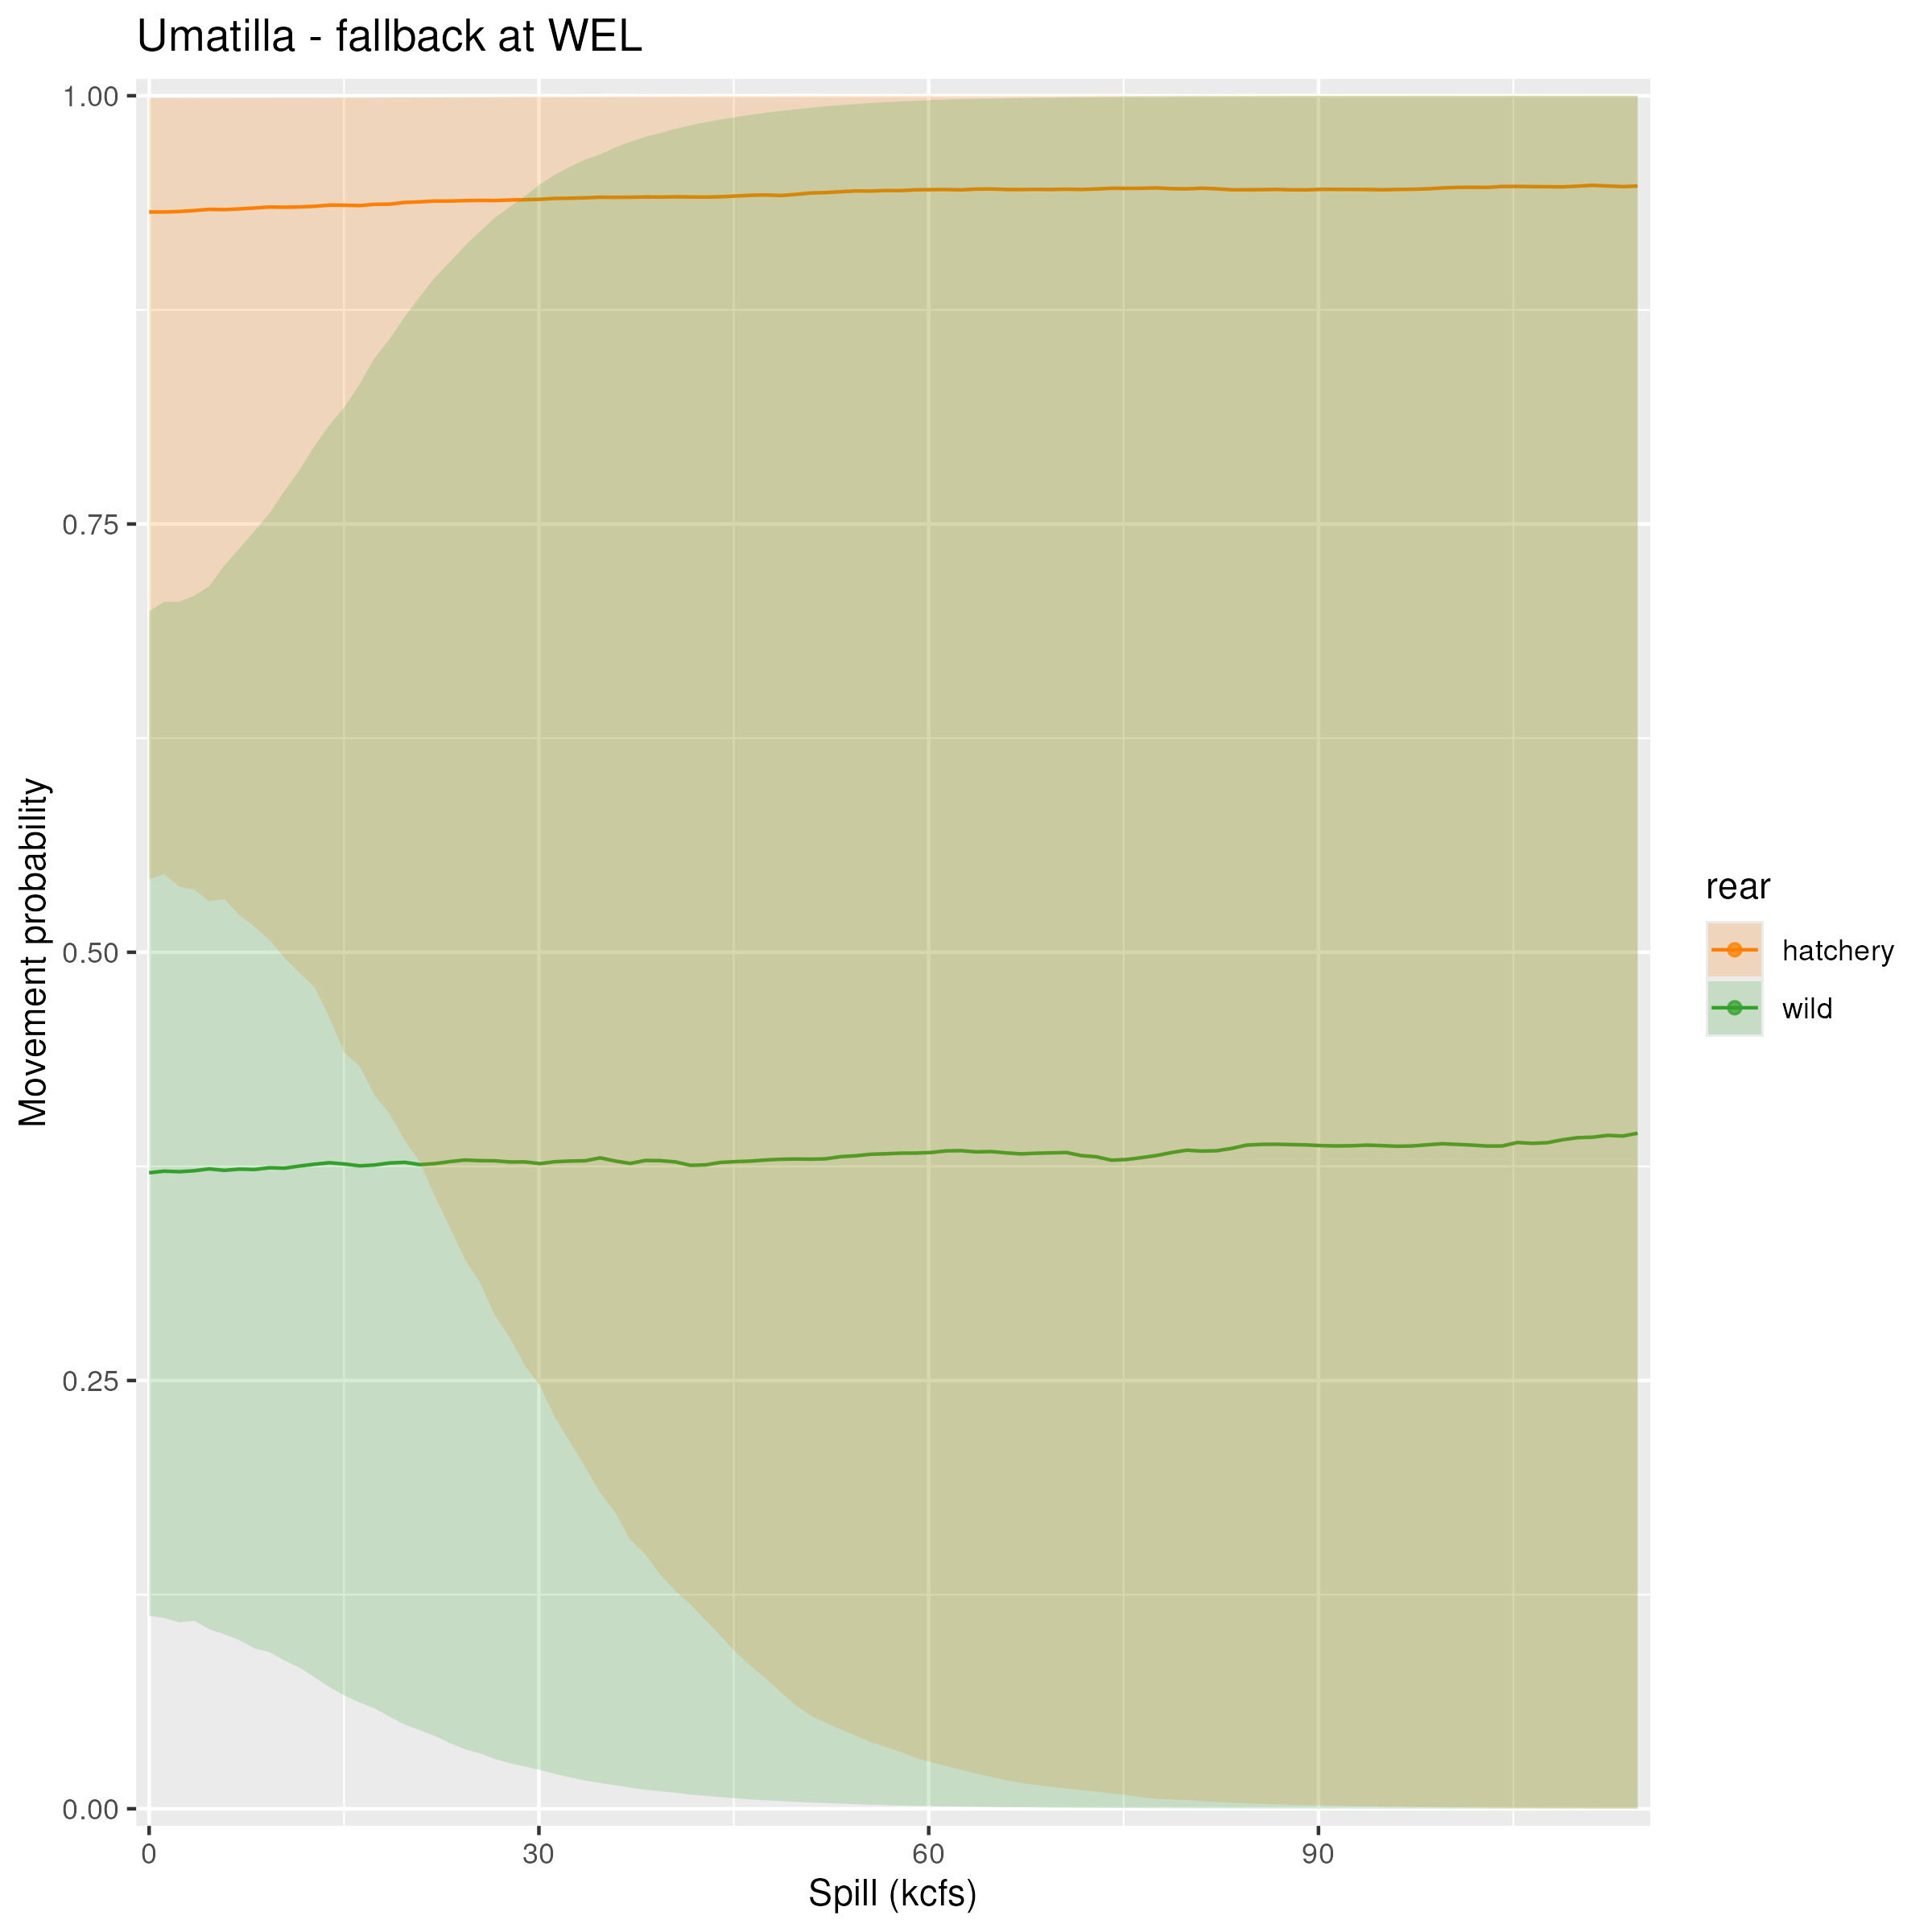 Umatilla - fallback at WEL
1.00
0.75
0.50
0.25
0.00
Movement probability
0
30
60
90
Spill (kcfs)
rear
hatchery
wild